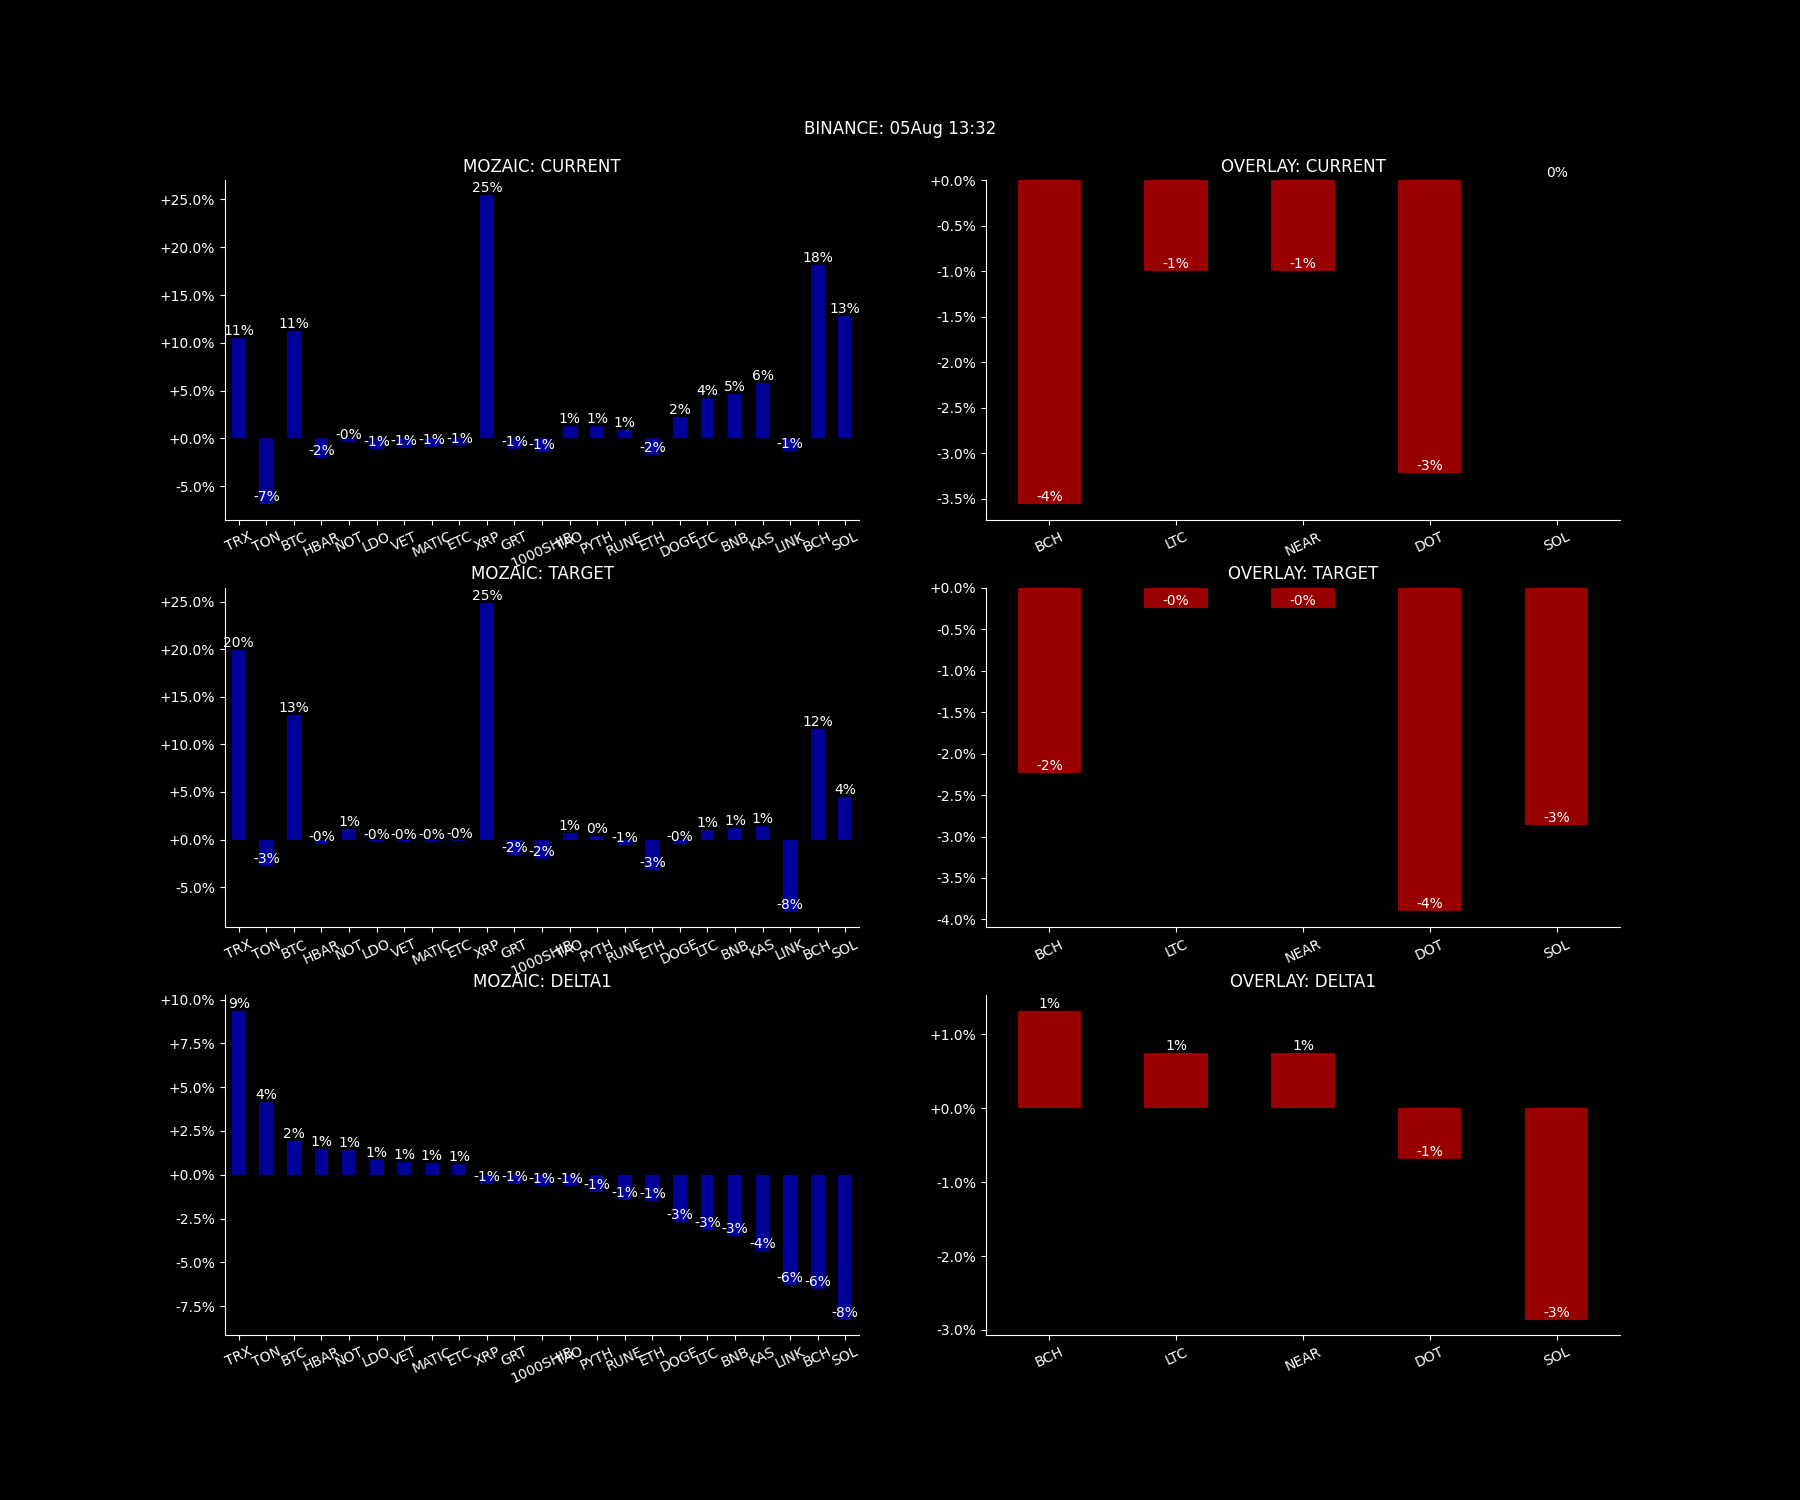 BINANCE: 05Aug 13:32
MOZAIC: CURRENT
+25.0%
+20.0%
+15.0%
+10.0%
+5.0%
+0.0%
-5.0%
11% -7% 11% -2% -0% -1% -1% -1% -1% 25% -1% -1% 1% 1% 1% -2% 2% 4% 5% 6% -1% 18% 13%
TRX TON BTC HBAR NOT LDO VET MATIC ETC XRP GRT 1000SHIB TAO PYTH RUNE ETH DOGE LTC BNB KAS LINK BCH SOL
OVERLAY: CURRENT
+0.0%
-0.5%
-1.0%
-1.5%
-2.0%
-2.5%
-3.0%
-3.5%
-4% -1% -1% -3% 0%
BCH LTC NEAR DOT SOL
MOZAIC: TARGET
+25.0%
+20.0%
+15.0%
+10.0%
+5.0%
+0.0%
-5.0%
20% -3% 13% -0% 1% -0% -0% -0% -0% 25% -2% -2% 1% 0% -1% -3% -0% 1% 1% 1% -8% 12% 4%
TRX TON BTC HBAR NOT LDO VET MATIC ETC XRP GRT 1000SHIB TAO PYTH RUNE ETH DOGE LTC BNB KAS LINK BCH SOL
OVERLAY: TARGET
+0.0%
-0.5%
-1.0%
-1.5%
-2.0%
-2.5%
-3.0%
-3.5%
-4.0%
-2% -0% -0% -4% -3%
BCH LTC NEAR DOT SOL
MOZAIC: DELTA1
+10.0%
+7.5%
+5.0%
+2.5%
+0.0%
-2.5%
-5.0%
-7.5%
9% 4% 2% 1% 1% 1% 1% 1% 1% -1% -1% -1% -1% -1% -1% -1% -3% -3% -3% -4% -6% -6% -8%
TRX TON BTC HBAR NOT LDO VET MATIC ETC XRP GRT 1000SHIB TAO PYTH RUNE ETH DOGE LTC BNB KAS LINK BCH SOL
OVERLAY: DELTA1
+1.0%
+0.0%
-1.0%
-2.0%
-3.0%
1% 1% 1% -1% -3%
BCH LTC NEAR DOT SOL